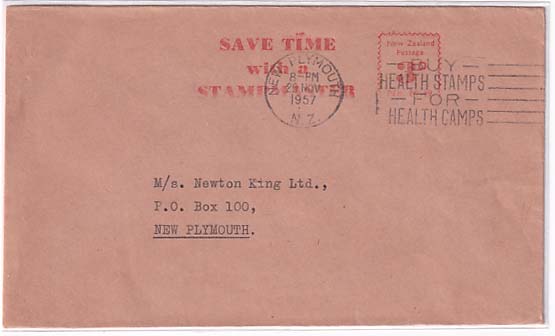 SAVE TIME
with a
New Zealand
Postage
NEW PLYMOUTH
8-PM
29 NOV
1957
N.Z.
BUY
HEALTH STAMPS
FOR
HEALTH CAMPS
M/s. Newton King Ltd.,
P.O. Box 100,
NEW PLYMOUTH.